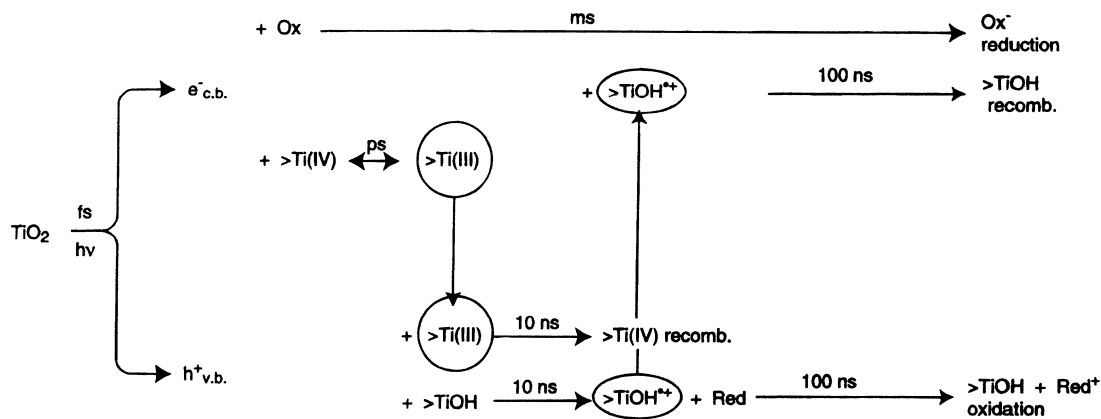 + Ox ms Ox⁻
reduction
e⁻c.b. + >TiOH•+ 100 ns >TiOH
recomb.
+ >Ti(IV) ps >Ti(III)
TiO₂ fs
hν
+ >Ti(III) 10 ns >Ti(IV) recomb.
h⁺v.b.
+ >TiOH 10 ns >TiOH•+ + Red 100 ns >TiOH + Red⁺
oxidation